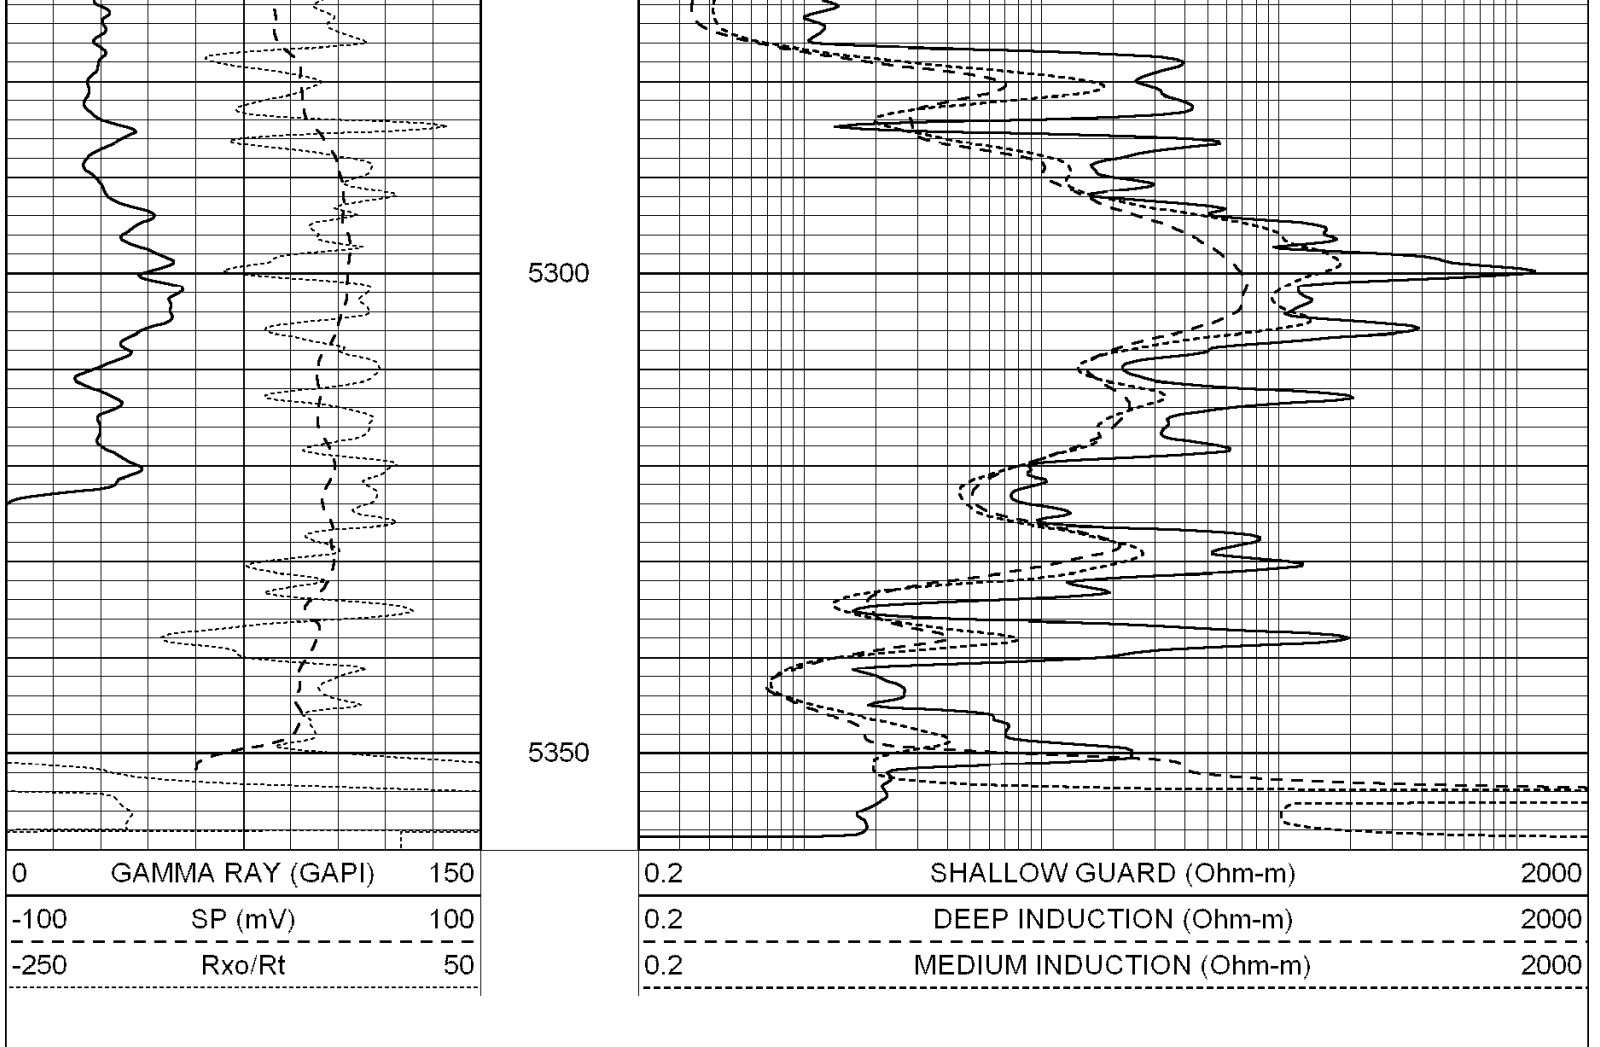 5300
5350
0 GAMMA RAY (GAPI) 150
0.2 SHALLOW GUARD (Ohm-m) 2000
-100 SP (mV) 100
0.2 DEEP INDUCTION (Ohm-m) 2000
-250 Rxo/Rt 50
0.2 MEDIUM INDUCTION (Ohm-m) 2000